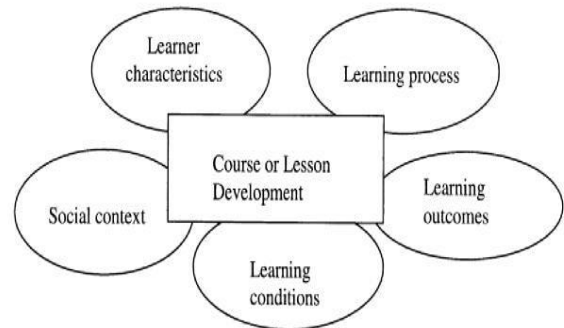 Learner
characteristics
Learning process
Course or Lesson
Development
Social context
Learning
outcomes
Learning
conditions